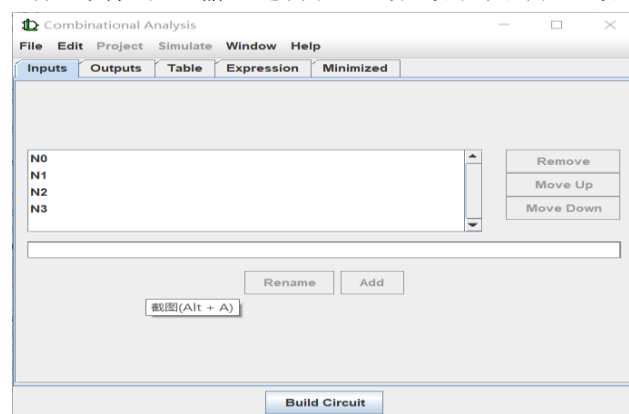 Combinational Analysis
File Edit Project Simulate Window Help
Inputs Outputs Table Expression Minimized
N0
N1
N2
N3
Remove
Move Up
Move Down
Rename Add
截图(Alt + A)
Build Circuit